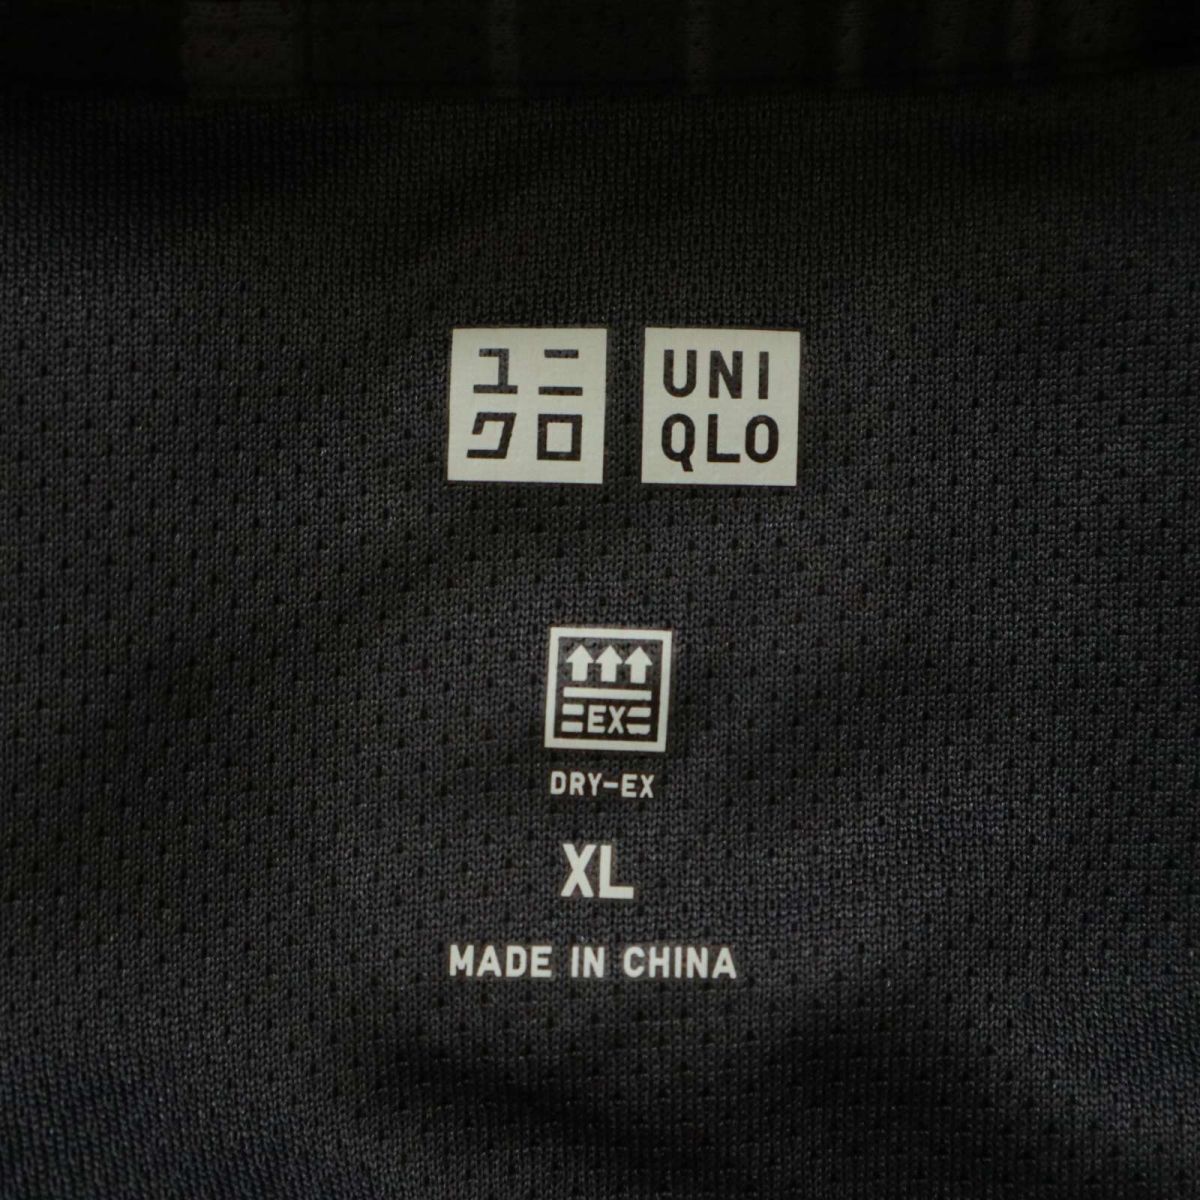 ユニ
クロ
UNI
QLO
EX
DRY-EX
XL
MADE IN CHINA